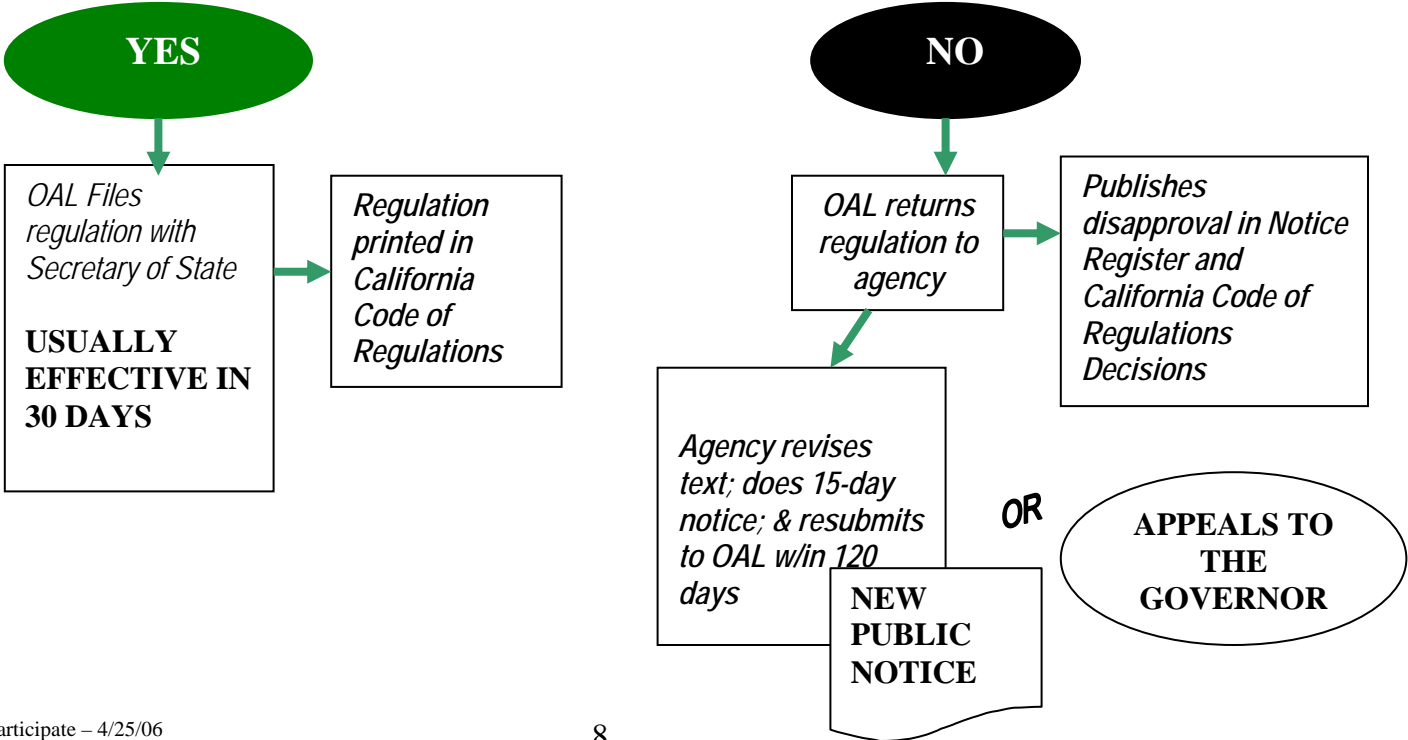 YES
OAL Files
regulation with
Secretary of State
USUALLY
EFFECTIVE IN
30 DAYS
Regulation
printed in
California
Code of
Regulations
NO
OAL returns
regulation to
agency
Publishes
disapproval in Notice
Register and
California Code of
Regulations
Decisions
Agency revises
text; does 15-day
notice; & resubmits
to OAL w/in 120
days
NEW
PUBLIC
NOTICE
OR
APPEALS TO
THE
GOVERNOR
articipate – 4/25/06
8